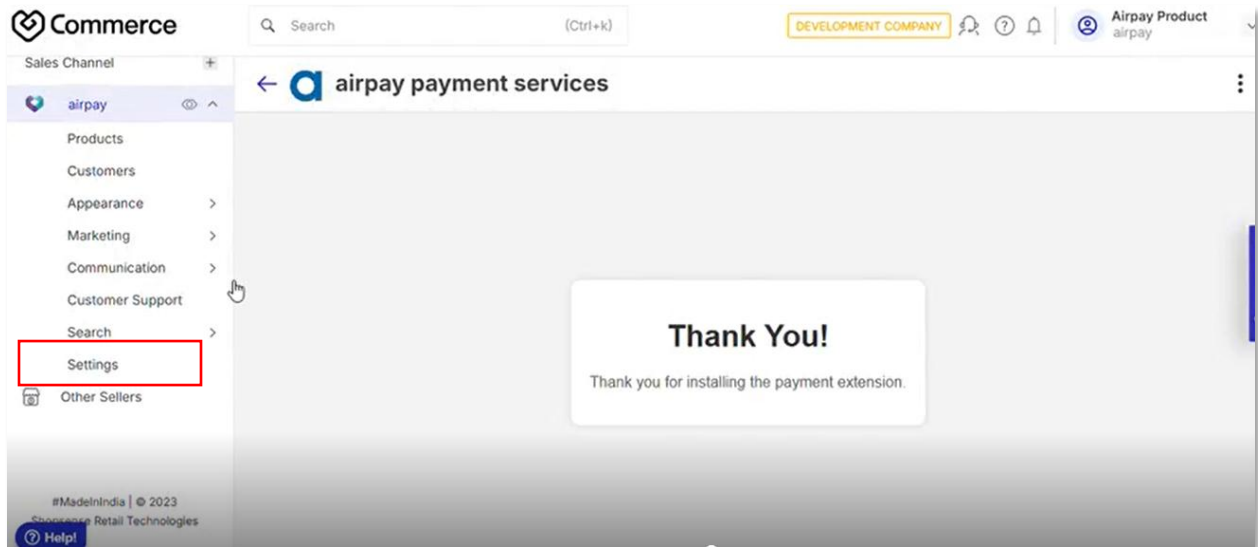 Commerce
Search (Ctrl+k)
DEVELOPMENT COMPANY
Airpay Product
airpay
Sales Channel
airpay
Products
Customers
Appearance
Marketing
Communication
Customer Support
Search
Settings
Other Sellers
#MadeInIndia | © 2023
Shopsense Retail Technologies
Help!
airpay payment services
Thank You!
Thank you for installing the payment extension.